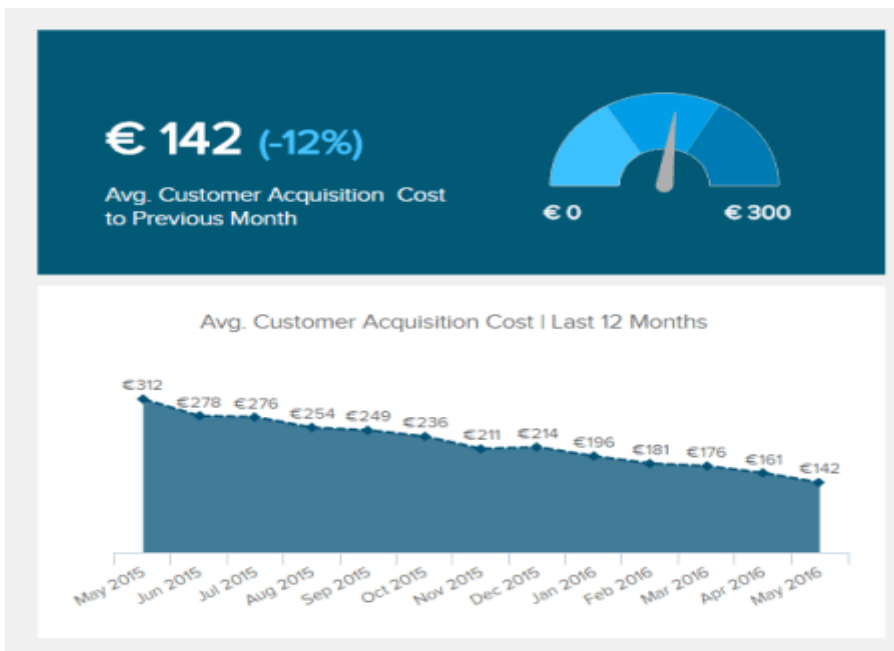 € 142 (-12%)
Avg. Customer Acquisition Cost
to Previous Month
€ 0
€ 300
Avg. Customer Acquisition Cost | Last 12 Months
€312
€278
€276
€254
€249
€236
€211
€214
€196
€181
€176
€161
€142
May 2015
Jun 2015
Jul 2015
Aug 2015
Sep 2015
Oct 2015
Nov 2015
Dec 2015
Jan 2016
Feb 2016
Mar 2016
Apr 2016
May 2016